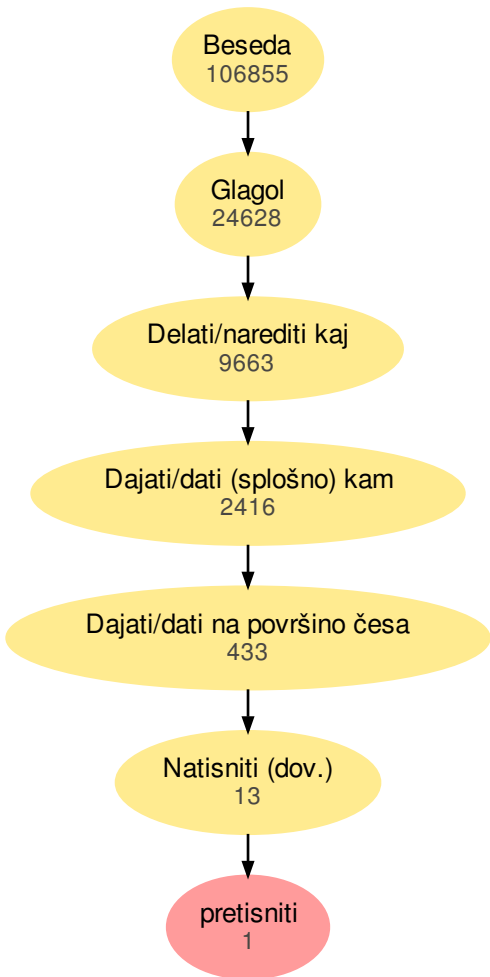 Beseda
106855
Glagol
24628
Delati/narediti kaj
9663
Dajati/dati (splošno) kam
2416
Dajati/dati na površino česa
433
Natisniti (dov.)
13
pretisniti
1